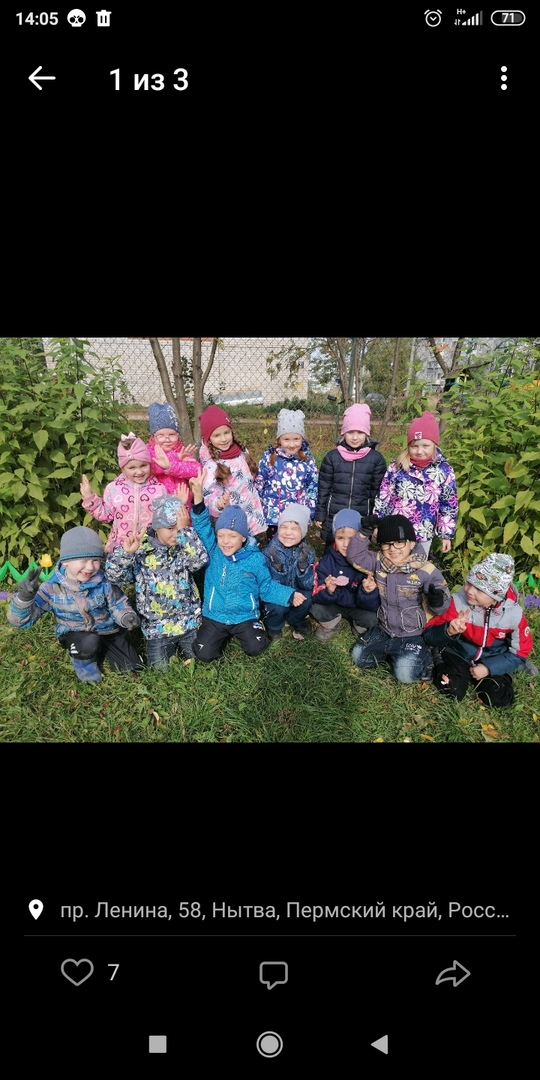 14:05 H+ 71
1 из 3
пр. Ленина, 58, Нытва, Пермский край, Росс...
7